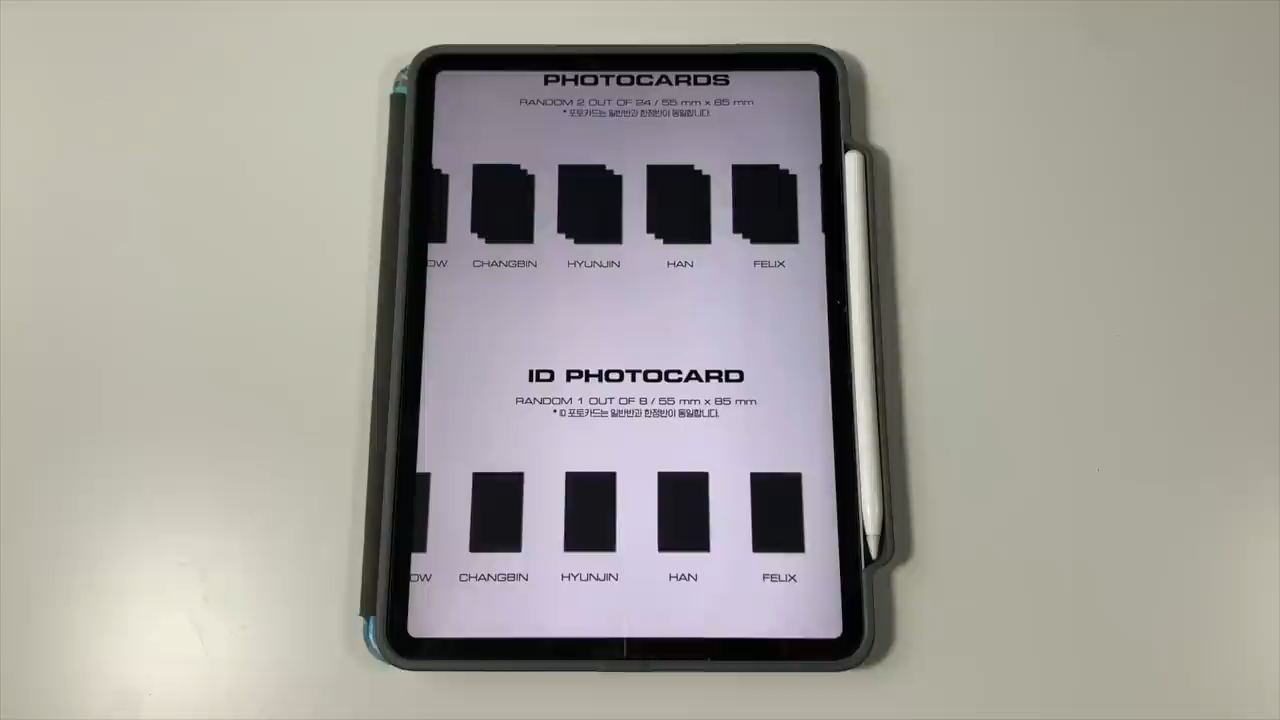 PHOTOCARDS
RANDOM 2 OUT OF 24 / 55 mm x 85 mm
* 포토카드는 일반반과 한정반이 동일합니다.
OW CHANGBIN HYUNJIN HAN FELIX
ID PHOTOCARD
RANDOM 1 OUT OF 8 / 55 mm x 85 mm
* ID 포토카드는 일반반과 한정반이 동일합니다.
OW CHANGBIN HYUNJIN HAN FELIX